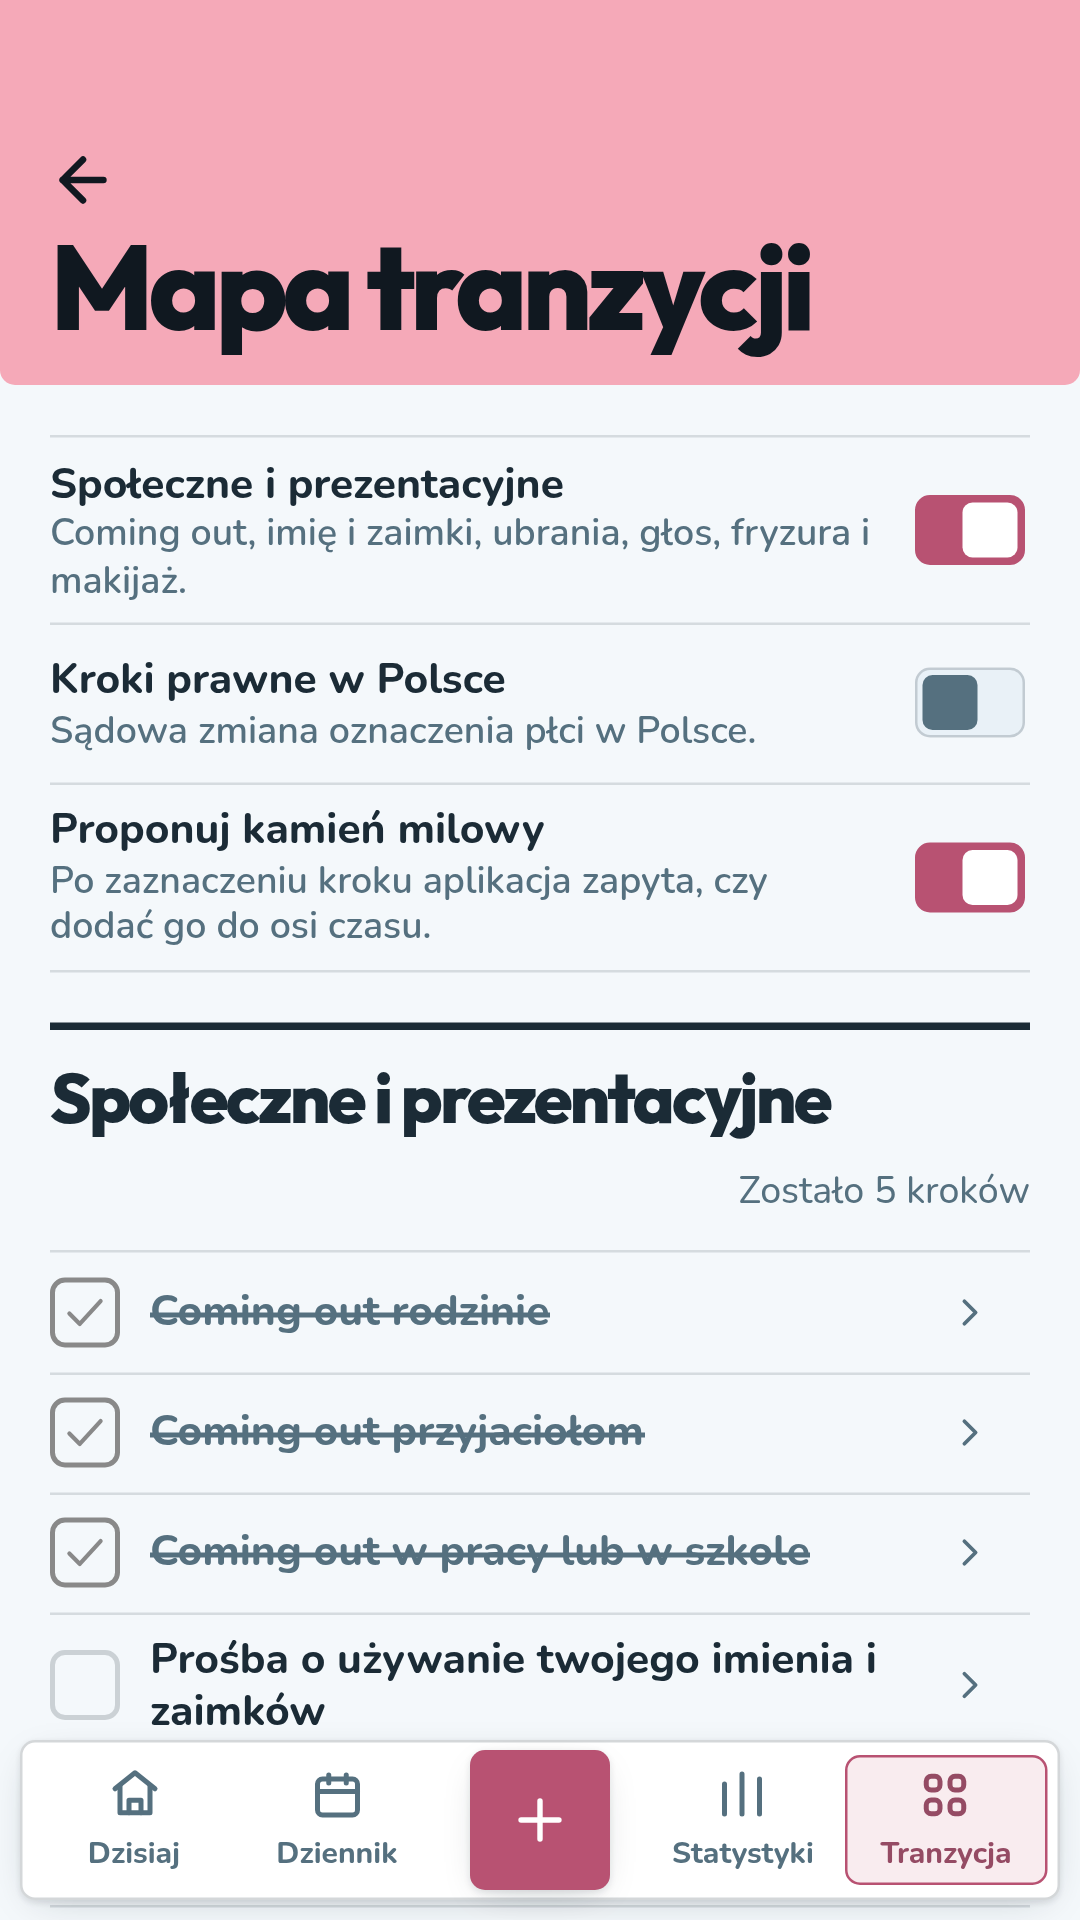 Mapa tranzycji
Społeczne i prezentacyjne
Coming out, imię i zaimki, ubrania, głos, fryzura i
makijaż.
Kroki prawne w Polsce
Sądowa zmiana oznaczenia płci w Polsce.
Proponuj kamień milowy
Po zaznaczeniu kroku aplikacja zapyta, czy
dodać go do osi czasu.
Społeczne i prezentacyjne
Zostało 5 kroków
Coming out rodzinie
Coming out przyjaciołom
Coming out w pracy lub w szkole
Prośba o używanie twojego imienia i
zaimków
Dzisiaj
Dziennik
Statystyki
Tranzycja